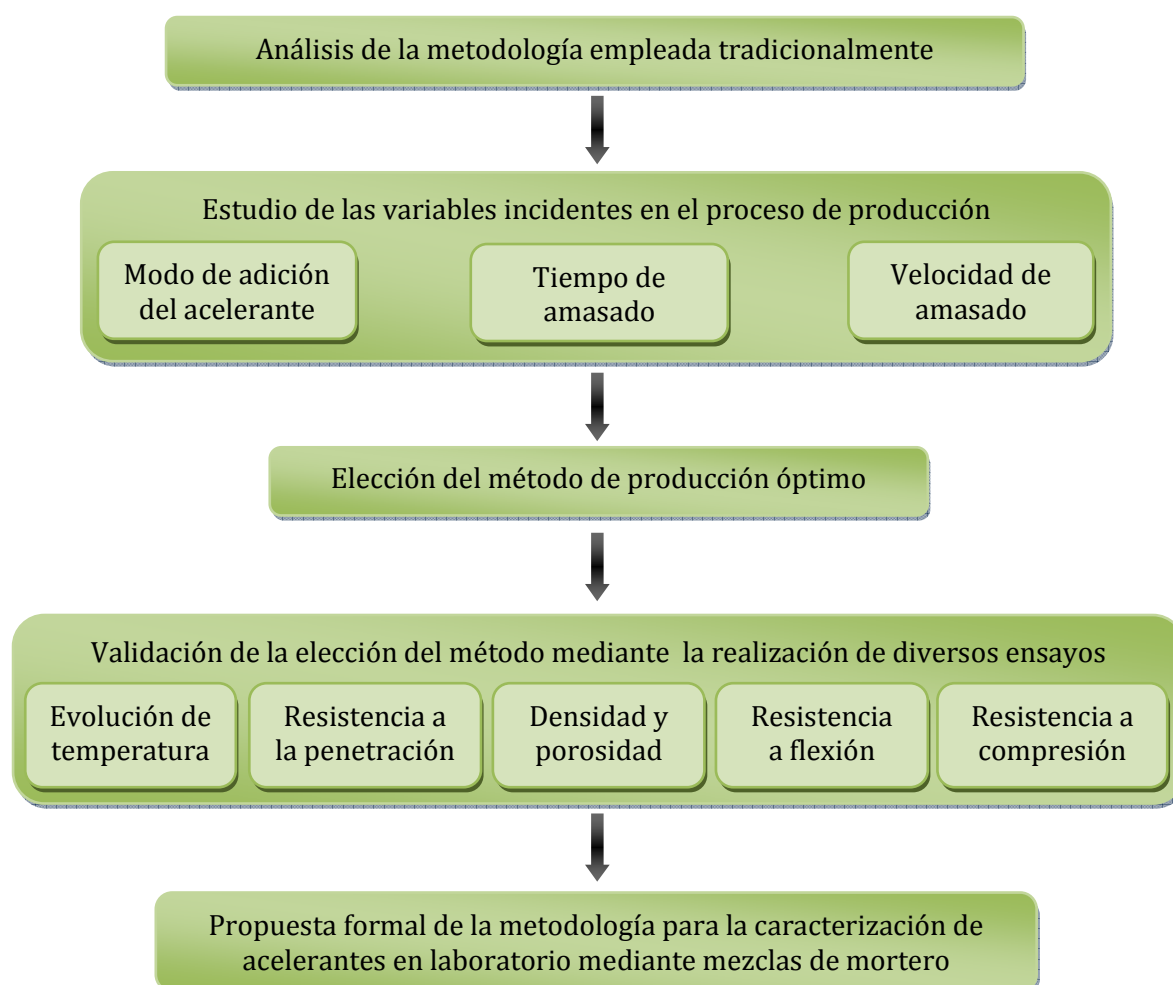 Análisis de la metodología empleada tradicionalmente
Estudio de las variables incidentes en el proceso de producción
Modo de adición
del acelerante
Tiempo de
amasado
Velocidad de
amasado
Elección del método de producción óptimo
Validación de la elección del método mediante la realización de diversos ensayos
Evolución de
temperatura
Resistencia a
la penetración
Densidad y
porosidad
Resistencia
a flexión
Resistencia a
compresión
Propuesta formal de la metodología para la caracterización de
acelerantes en laboratorio mediante mezclas de mortero